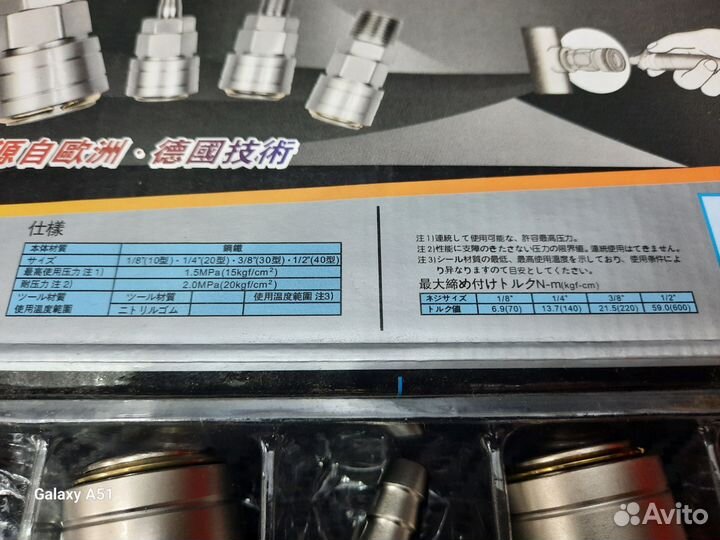 源自歐洲·德國技術
仕樣
本体材質 鋼鐵
サイズ 1/8"(10型)・1/4"(20型)・3/8"(30型)・1/2"(40型)
最高使用圧力 注1) 1.5MPa(15kgf/cm²)
耐圧力 注2) 2.0MPa(20kgf/cm²)
ツール材質 ツール材質 使用溫度範圍 注3)
使用溫度範圍 ニトリルゴム
注1)連続して使用可能な、許容最高压力。
注2)性能に支障のきたさない压力の限界値。連続使用はてきません。
注3)シール材質の最低、最高使用溫度を示しており、使用条件によ
り異なりますのて目安としてください。
最大締め付けトルクN-m(kgf-cm)
ネジサイズ 1/8" 1/4" 3/8" 1/2"
トルク値 6.9(70) 13.7(140) 21.5(220) 59.0(600)
Galaxy A51
Avito